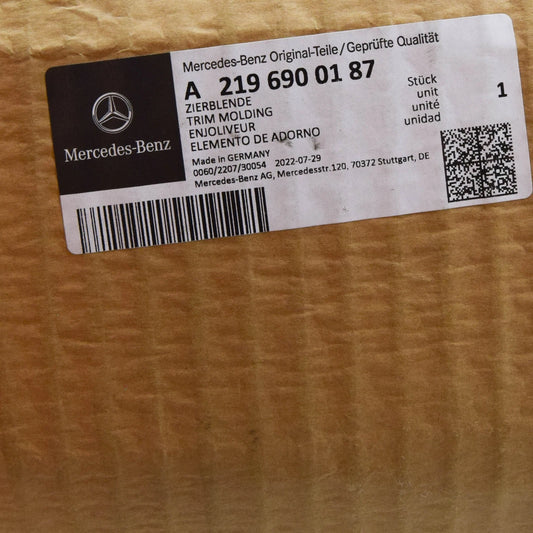 Mercedes-Benz Original-Teile/Geprüfte Qualität
A 219 690 01 87
ZIERBLENDE
TRIM MOLDING
ENJOLIVEUR
ELEMENTO DE ADORNO
Stück
unit
unité
unidad
1
Made in GERMANY
0060/2207/30054 2022-07-29
Mercedes-Benz AG, Mercedesstr.120, 70372 Stuttgart, DE
Mercedes-Benz